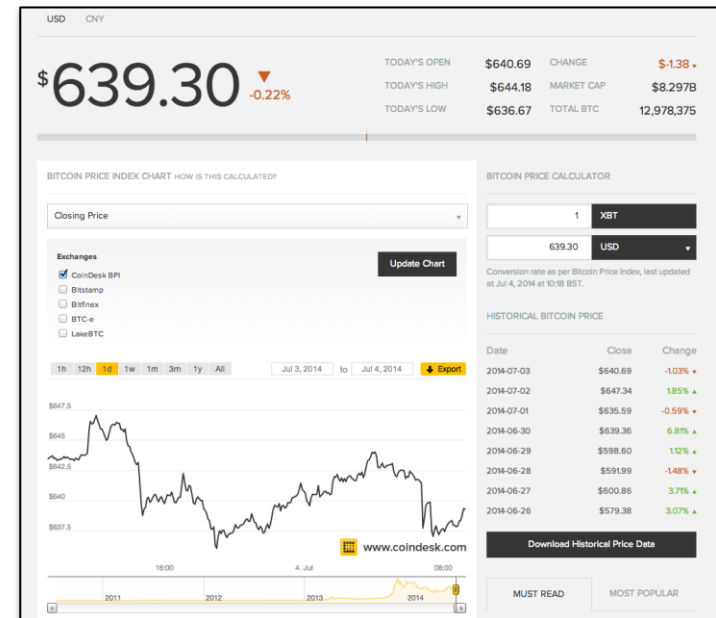 USD CNY
$639.30 ▼ -0.22%
TODAY'S OPEN $640.69 CHANGE $-1.38 ▼
TODAY'S HIGH $644.18 MARKET CAP $8.297B
TODAY'S LOW $636.67 TOTAL BTC 12,978,375
BITCOIN PRICE INDEX CHART HOW IS THIS CALCULATED?
Closing Price
Exchanges
CoinDesk BPI
Bitstamp
Bitfinex
BTC-e
LakeBTC
Update Chart
1h 12h 1d 1w 1m 3m 1y All Jul 3, 2014 to Jul 4, 2014 Export
$647.5
$645
$642.5
$640
$637.5
www.coindesk.com
16:00 4. Jul 08:00
2011 2012 2013 2014
BITCOIN PRICE CALCULATOR
1 XBT
639.30 USD
Conversion rate as per Bitcoin Price Index, last updated
at Jul 4, 2014 at 10:18 BST.
HISTORICAL BITCOIN PRICE
Date Close Change
2014-07-03 $640.69 -1.03% ▼
2014-07-02 $647.34 1.85% ▲
2014-07-01 $635.59 -0.59% ▼
2014-06-30 $639.36 6.81% ▲
2014-06-29 $598.60 1.12% ▲
2014-06-28 $591.99 -1.48% ▼
2014-06-27 $600.86 3.71% ▲
2014-06-26 $579.38 3.07% ▲
Download Historical Price Data
MUST READ MOST POPULAR